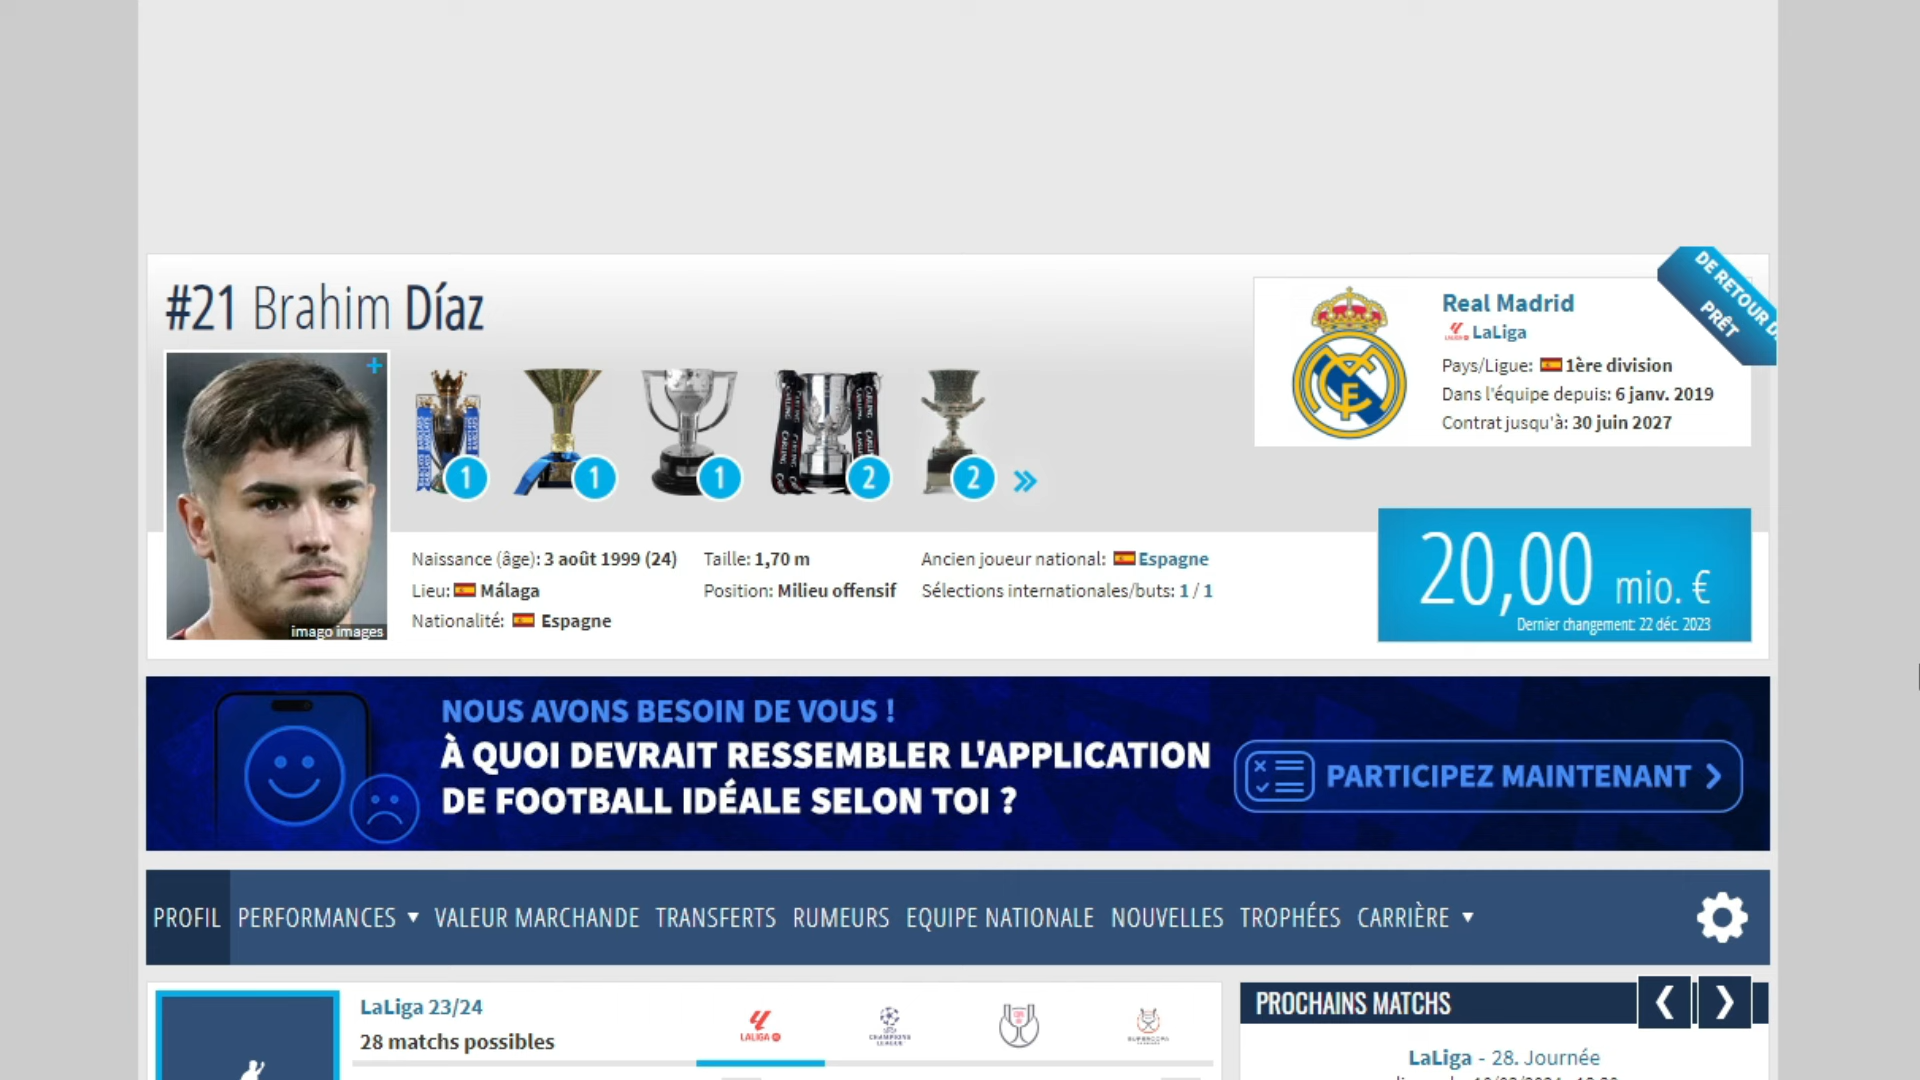 #21 Brahim Díaz
imago images
1
1
1
2
2
Naissance (âge): 3 août 1999 (24)
Lieu: Málaga
Nationalité: Espagne
Taille: 1,70 m
Position: Milieu offensif
Ancien joueur national: Espagne
Sélections internationales/buts: 1 / 1
Real Madrid
LaLiga
Pays/Ligue: 1ère division
Dans l'équipe depuis: 6 janv. 2019
Contrat jusqu'à: 30 juin 2027
DE RETOUR D
PRÊT
20,00 mio. €
Dernier changement: 22 déc. 2023
NOUS AVONS BESOIN DE VOUS !
À QUOI DEVRAIT RESSEMBLER L'APPLICATION
DE FOOTBALL IDÉALE SELON TOI ?
PARTICIPEZ MAINTENANT
PROFIL PERFORMANCES VALEUR MARCHANDE TRANSFERTS RUMEURS EQUIPE NATIONALE NOUVELLES TROPHÉES CARRIÈRE
LaLiga 23/24
28 matchs possibles
LALIGA
CHAMPIONS
LEAGUE
SUPERCOPA
PROCHAINS MATCHS
LaLiga - 28. Journée